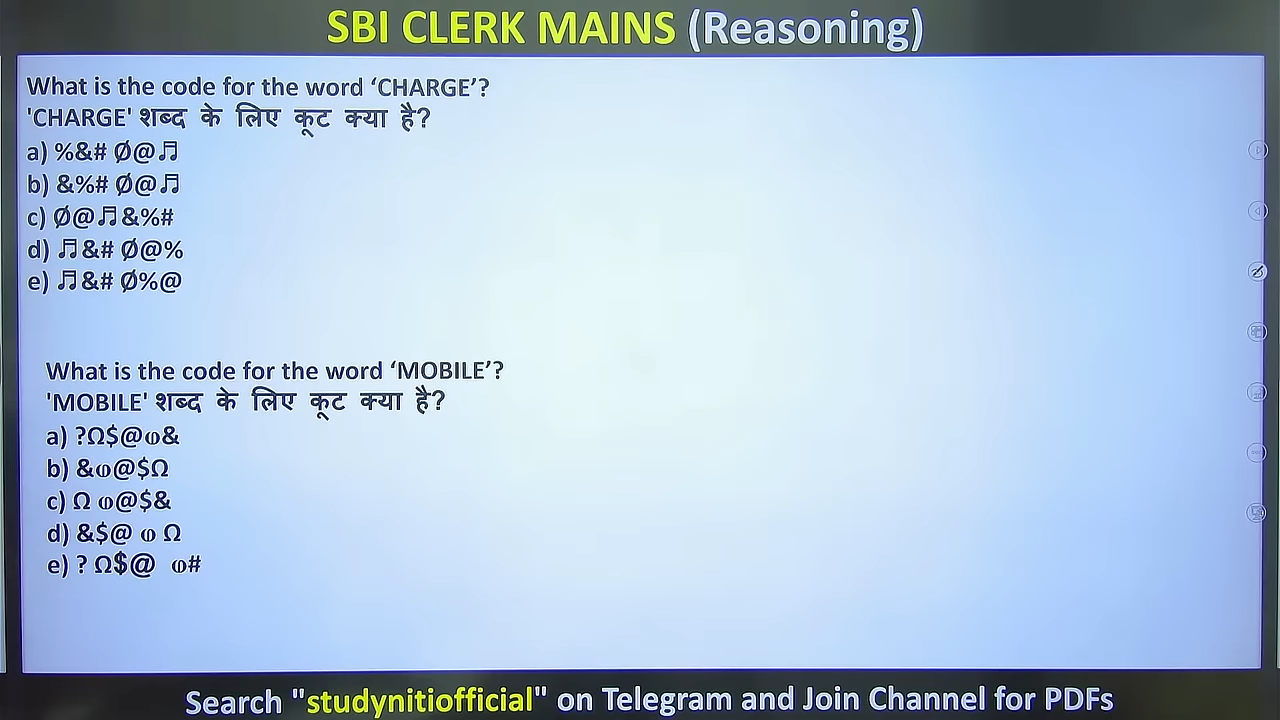 SBI CLERK MAINS (Reasoning)
What is the code for the word ‘CHARGE’?
'CHARGE' शब्द के लिए कूट क्या है?
a) %&# Ø@♬
b) &%# Ø@♬
c) Ø@♬&%#
d) ♬&# Ø@%
e) ♬&# Ø%@
What is the code for the word ‘MOBILE’?
'MOBILE' शब्द के लिए कूट क्या है?
a) ?Ω$@ⱷ&
b) &ⱷ@$Ω
c) Ω ⱷ@$&
d) &$@ ⱷ Ω
e) ? Ω$@ ⱷ#
Search "studynitiofficial" on Telegram and Join Channel for PDFs